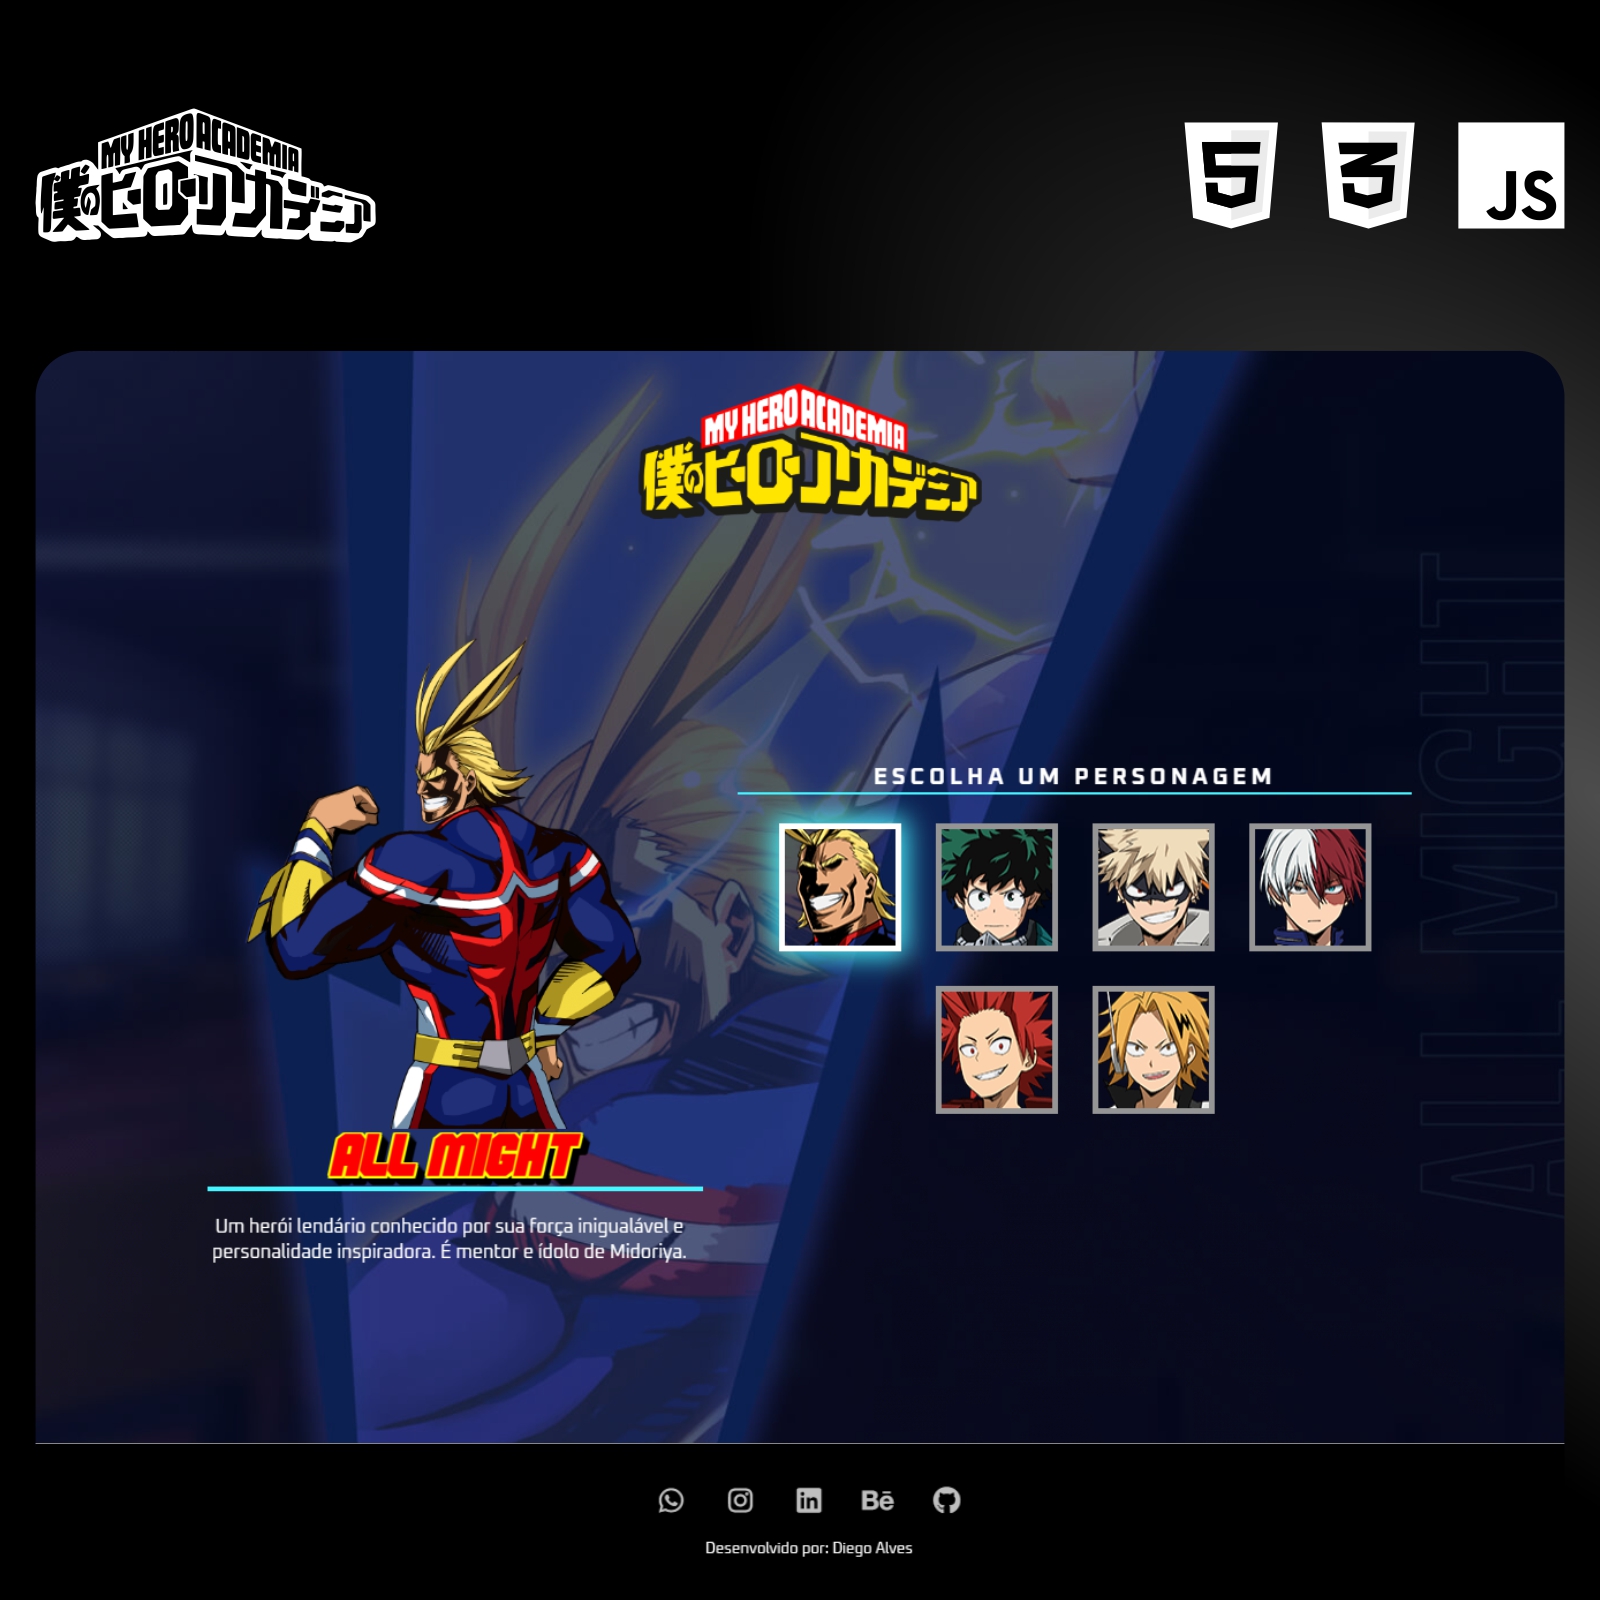 MY HERO ACADEMIA
僕のヒーローアカデミア
5
3
JS
MY HERO ACADEMIA
僕のヒーローアカデミア
ESCOLHA UM PERSONAGEM
ALL MIGHT
ALL MIGHT
Um herói lendário conhecido por sua força inigualável e
personalidade inspiradora. É mentor e ídolo de Midoriya.
in
Bē
Desenvolvido por: Diego Alves